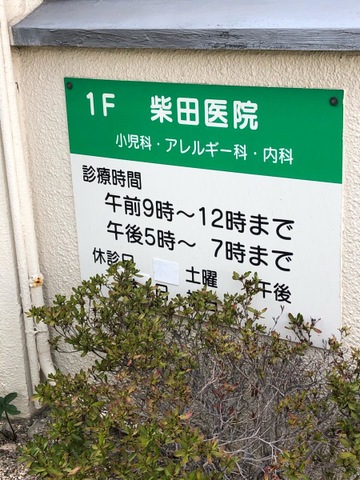 1F 柴田医院
小児科・アレルギー科・内科
診療時間
午前9時〜12時まで
午後5時〜 7時まで
休診日 土曜 午後